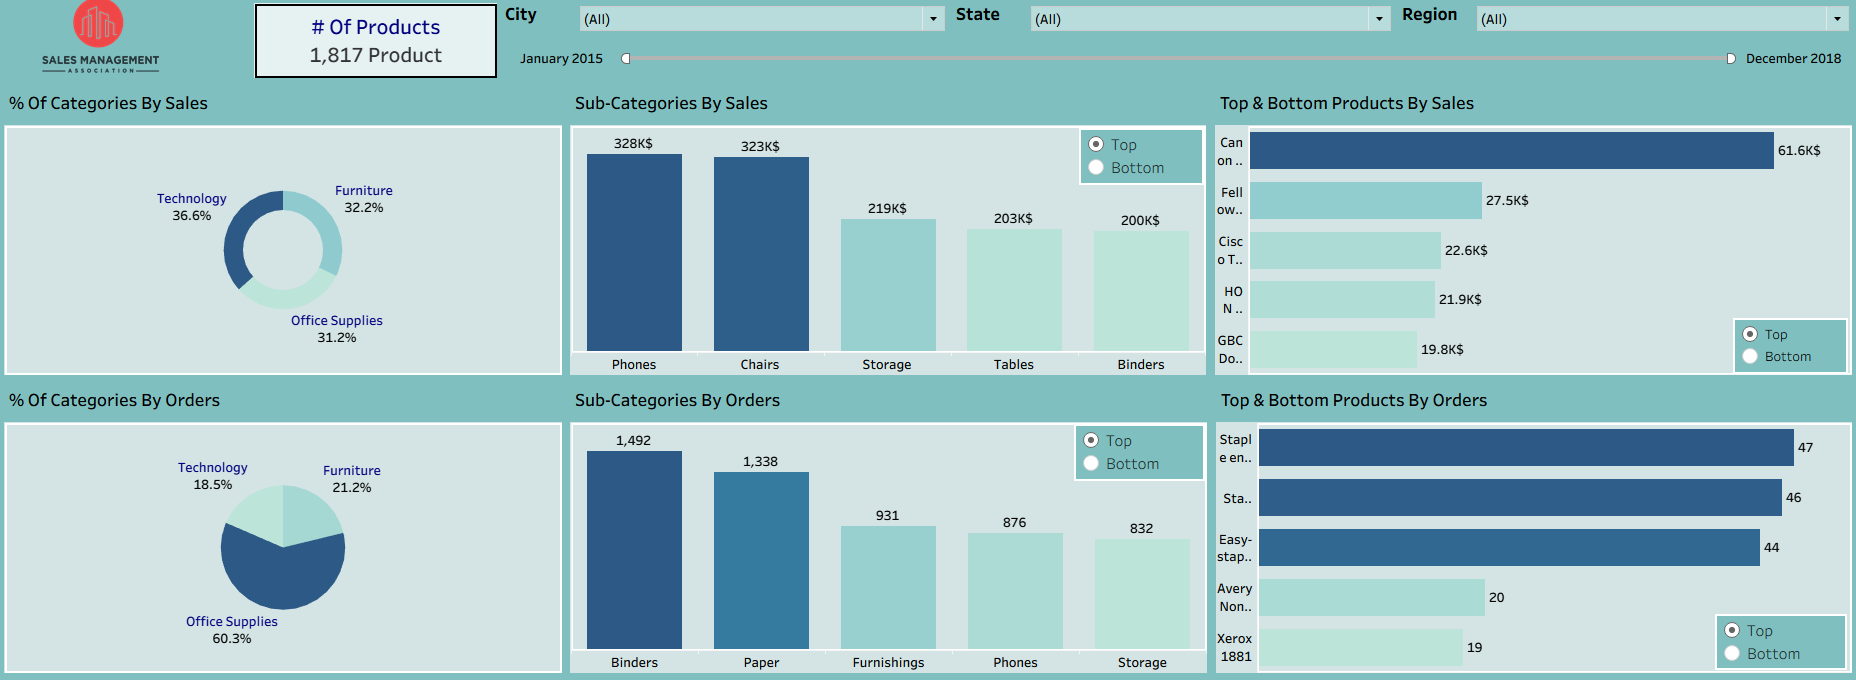 SALES MANAGEMENT
ASSOCIATION
# Of Products
1,817 Product
City
(All)
State
(All)
Region
(All)
January 2015
December 2018
% Of Categories By Sales
Technology
36.6%
Furniture
32.2%
Office Supplies
31.2%
Sub-Categories By Sales
Top
Bottom
328K$
323K$
219K$
203K$
200K$
Phones
Chairs
Storage
Tables
Binders
Top & Bottom Products By Sales
Can
on ..
61.6K$
Fell
ow..
27.5K$
Cisc
o T..
22.6K$
HO
N ..
21.9K$
GBC
Do..
19.8K$
Top
Bottom
% Of Categories By Orders
Technology
18.5%
Furniture
21.2%
Office Supplies
60.3%
Sub-Categories By Orders
Top
Bottom
1,492
1,338
931
876
832
Binders
Paper
Furnishings
Phones
Storage
Top & Bottom Products By Orders
Stapl
e en..
47
Sta..
46
Easy-
stap..
44
Avery
Non..
20
Xerox
1881
19
Top
Bottom